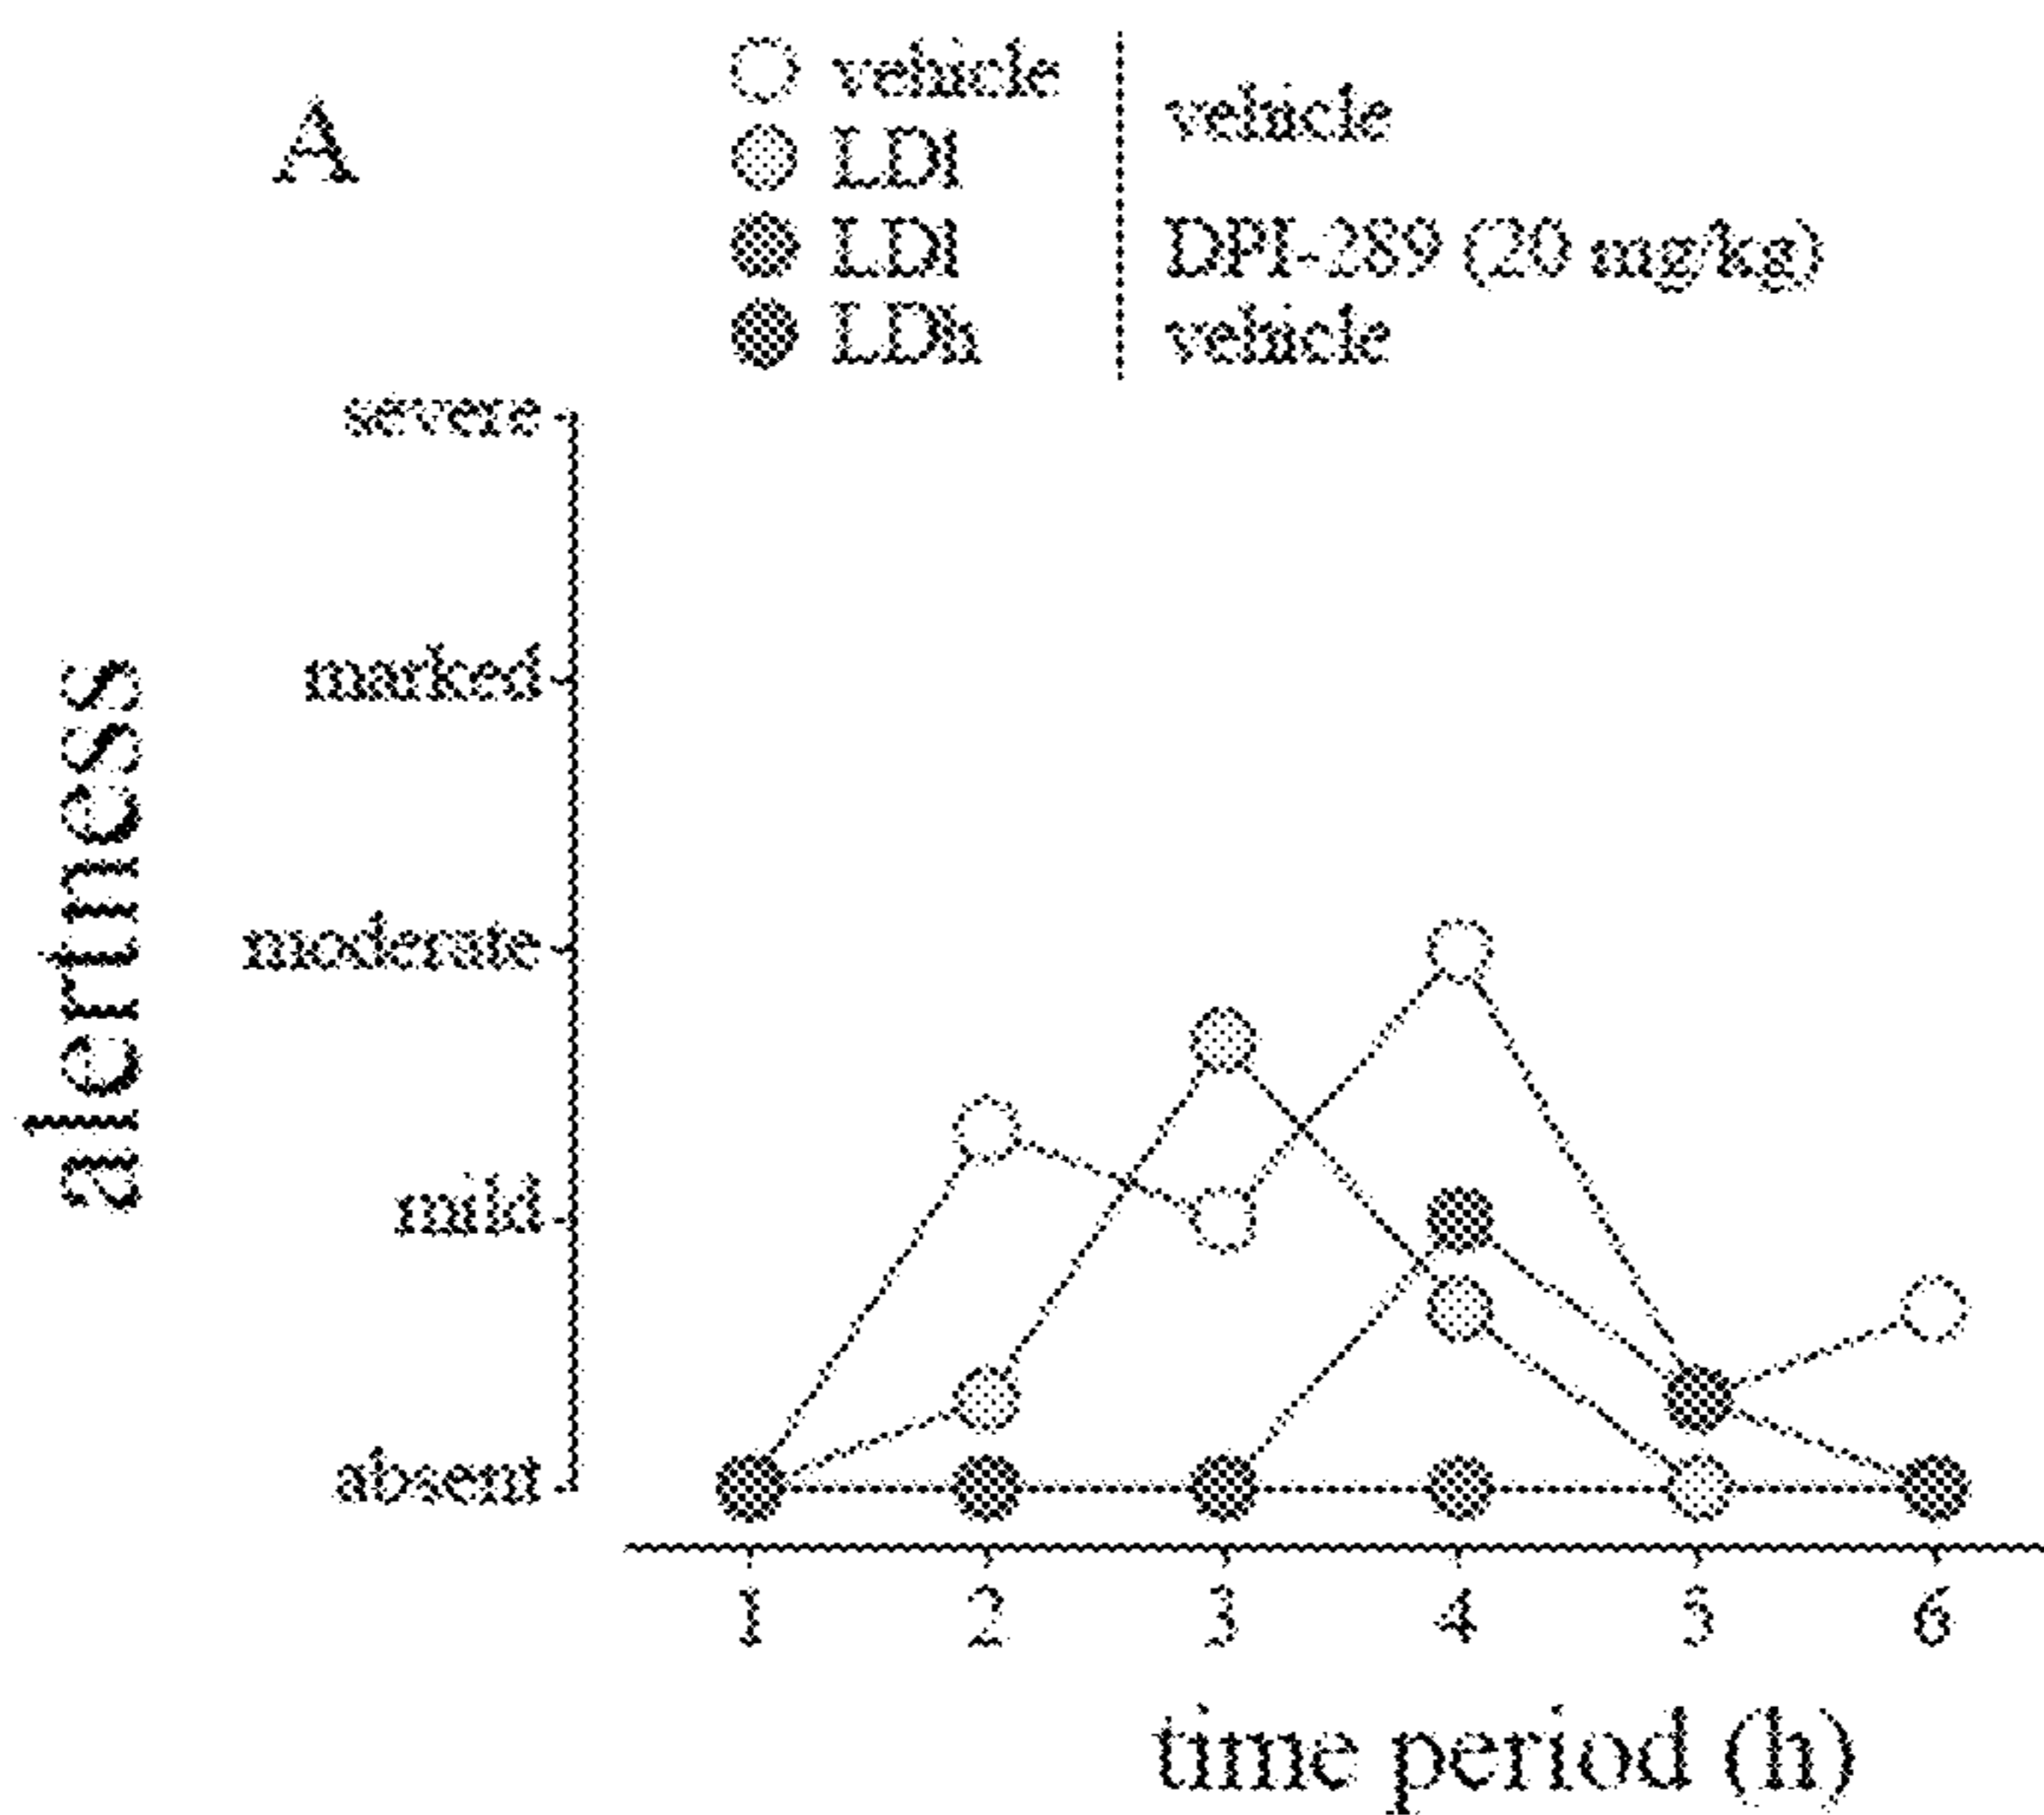 A
vehicle
LDl
LDl
LDh
vehicle
DPI-289 (20 mg/kg)
vehicle
severe
marked
moderate
mild
absent
alertness
1 2 3 4 5 6
time period (h)